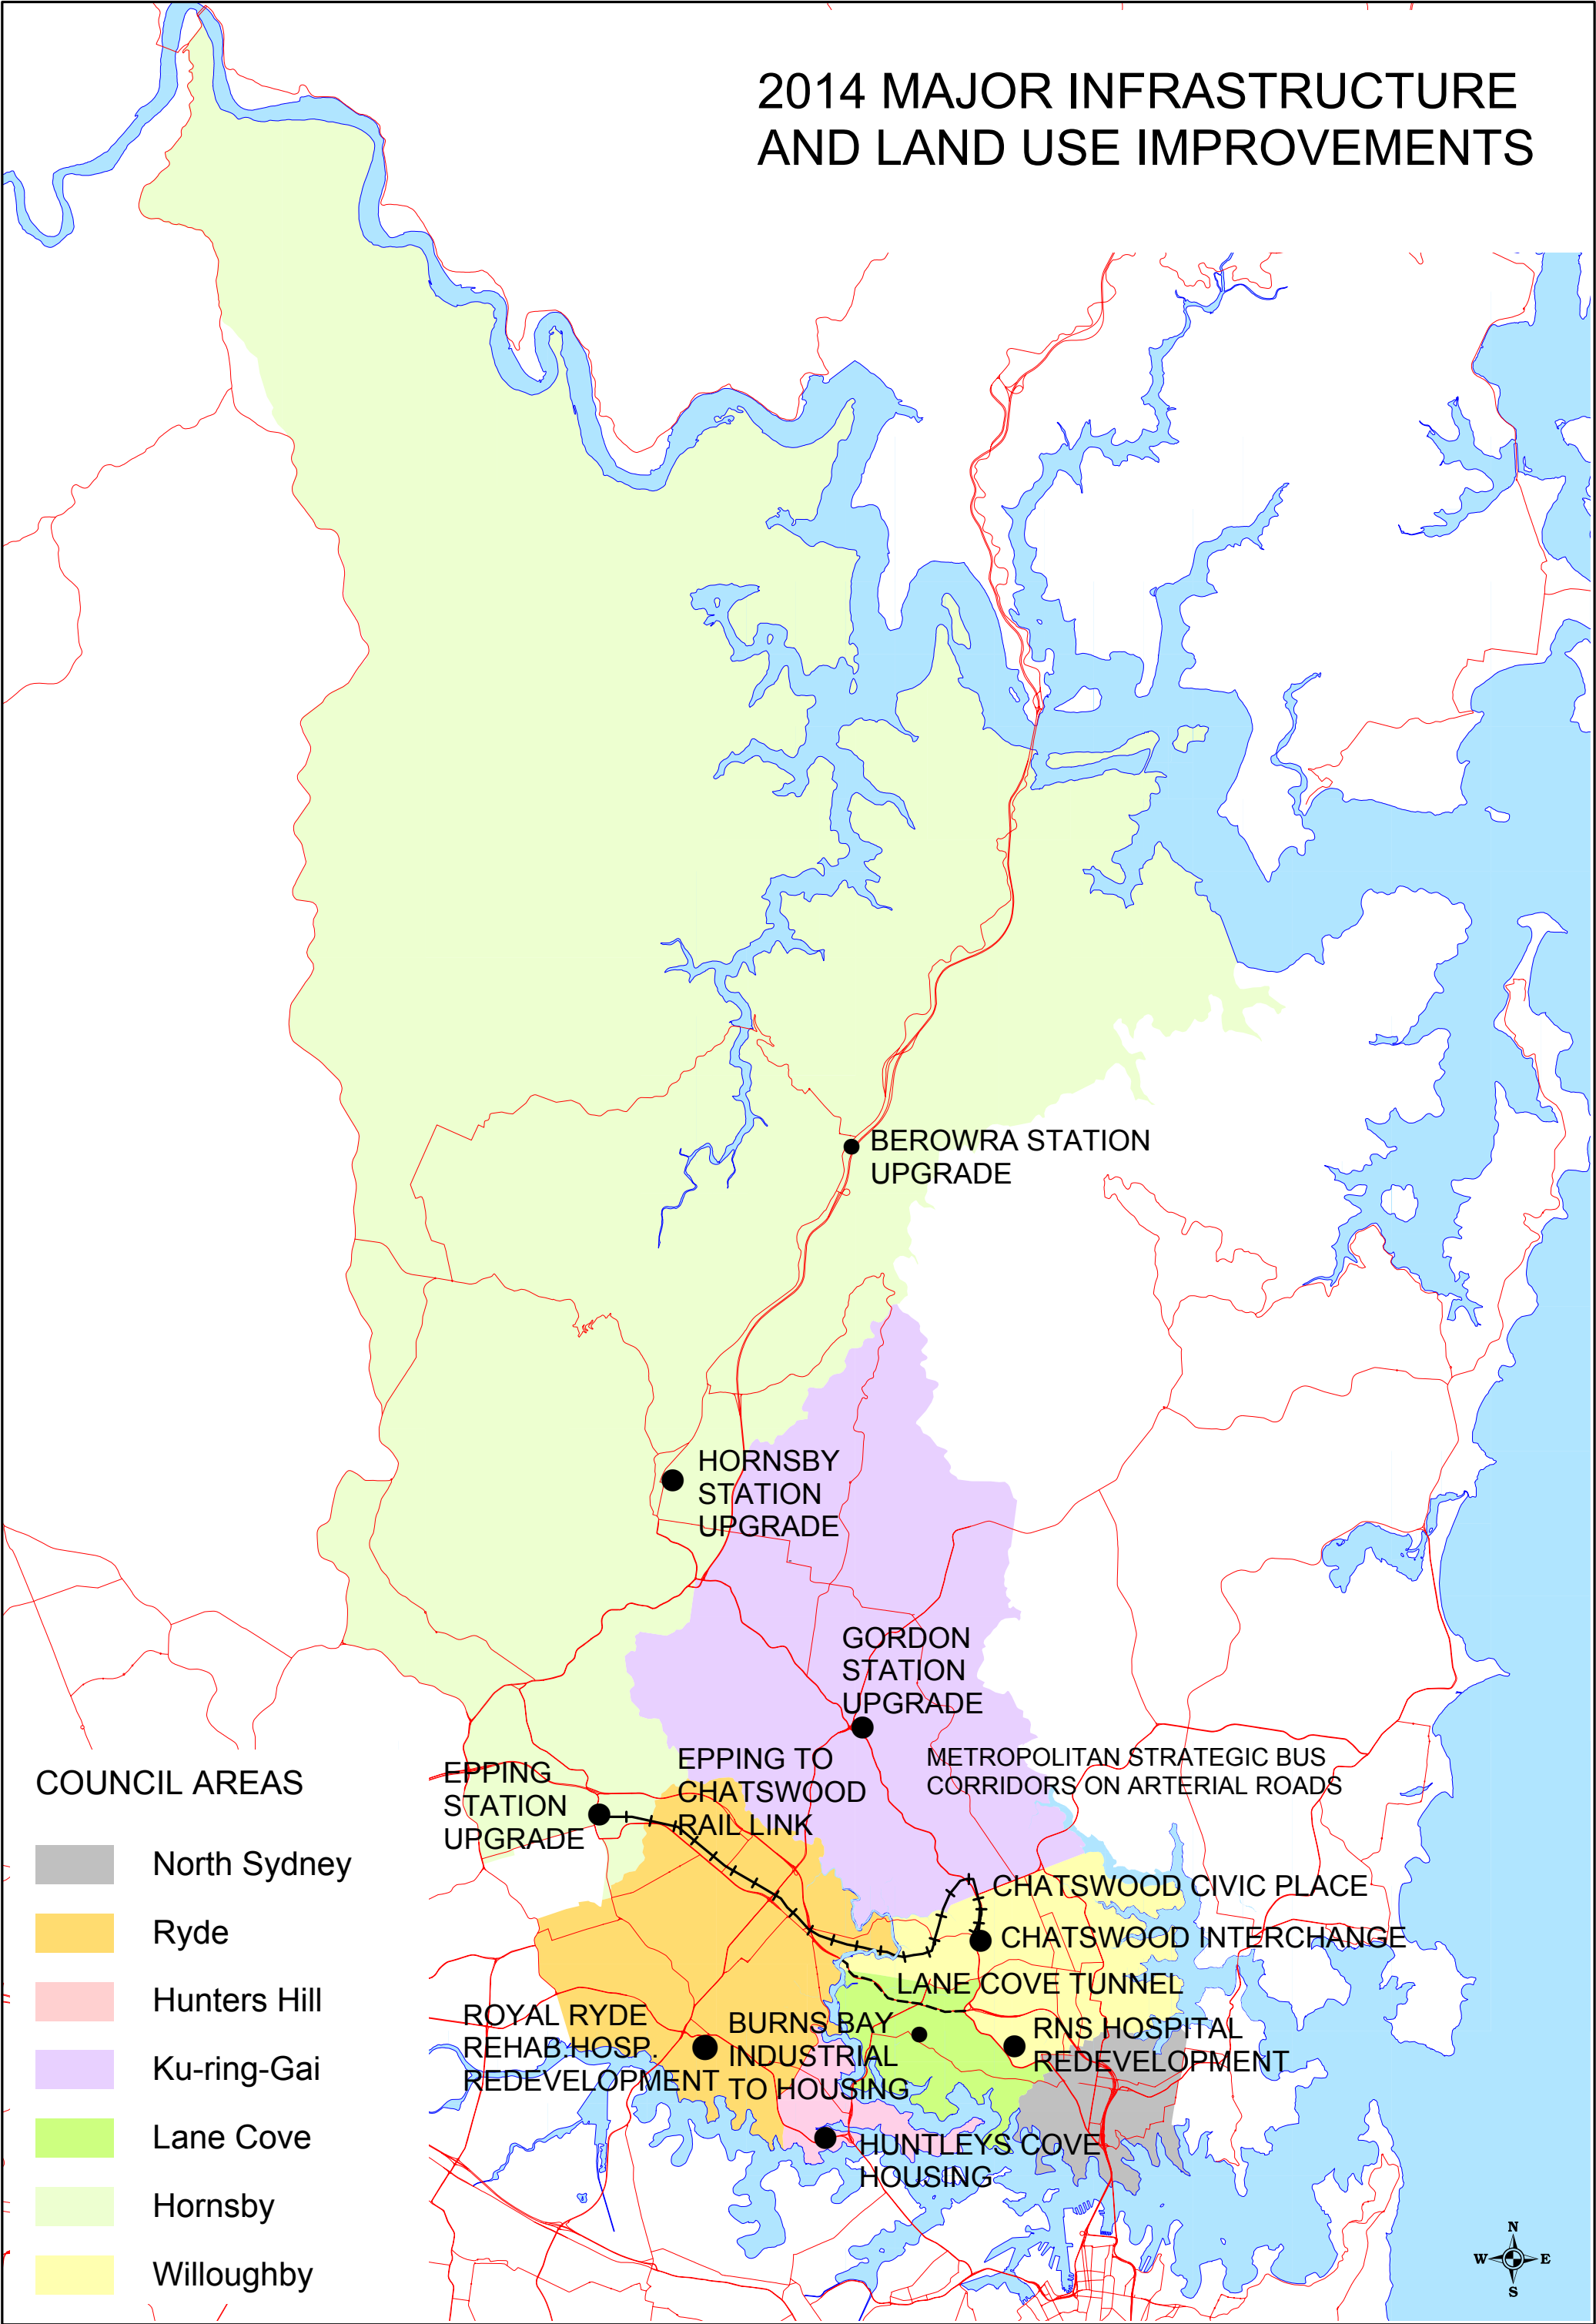 2014 MAJOR INFRASTRUCTURE
AND LAND USE IMPROVEMENTS
BEROWRA STATION
UPGRADE
HORNSBY
STATION
UPGRADE
GORDON
STATION
UPGRADE
METROPOLITAN STRATEGIC BUS
CORRIDORS ON ARTERIAL ROADS
EPPING TO
CHATSWOOD
RAIL LINK
EPPING
STATION
UPGRADE
CHATSWOOD CIVIC PLACE
CHATSWOOD INTERCHANGE
LANE COVE TUNNEL
ROYAL RYDE
REHAB.HOSP.
REDEVELOPMENT
BURNS BAY
INDUSTRIAL
TO HOUSING
RNS HOSPITAL
REDEVELOPMENT
HUNTLEYS COVE
HOUSING
COUNCIL AREAS
North Sydney
Ryde
Hunters Hill
Ku-ring-Gai
Lane Cove
Hornsby
Willoughby
N
W E
S